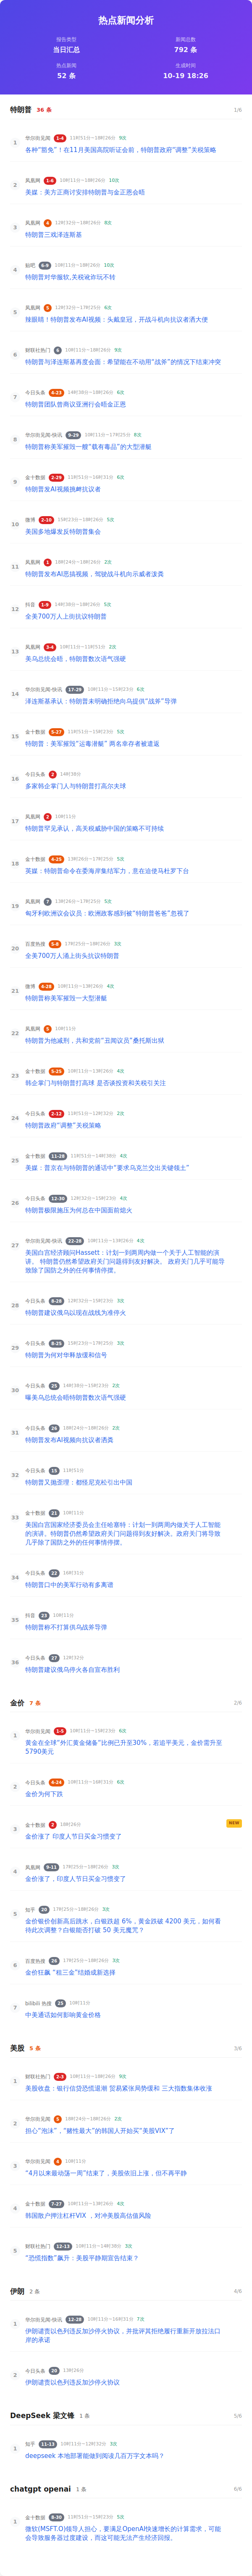 热点新闻分析
报告类型
当日汇总
新闻总数
792 条
热点新闻
52 条
生成时间
10-19 18:26
特朗普 36 条 1/6
1 华尔街见闻 1-4 11时51分~18时26分 9次
各种“豁免”！在11月美国高院听证会前，特朗普政府“调整”关税策略
2 凤凰网 1-6 10时11分~18时26分 10次
美媒：美方正商讨安排特朗普与金正恩会晤
3 凤凰网 4 12时32分~18时26分 8次
特朗普三戏泽连斯基
4 贴吧 6-9 10时11分~18时26分 10次
特朗普对华服软,关税讹诈玩不转
5 凤凰网 5 12时32分~17时25分 6次
辣眼睛！特朗普发布AI视频：头戴皇冠，开战斗机向抗议者洒大便
6 财联社热门 6 10时11分~18时26分 9次
特朗普与泽连斯基再度会面：希望能在不动用“战斧”的情况下结束冲突
7 今日头条 4-23 14时38分~18时26分 6次
特朗普团队曾商议亚洲行会晤金正恩
8 华尔街见闻-快讯 9-29 10时11分~17时25分 8次
特朗普称美军摧毁一艘“载有毒品”的大型潜艇
9 金十数据 2-29 11时51分~16时31分 6次
特朗普发AI视频挑衅抗议者
10 微博 2-10 15时23分~18时26分 5次
美国多地爆发反特朗普集会
11 凤凰网 1 18时24分~18时26分 2次
特朗普发布AI恶搞视频，驾驶战斗机向示威者泼粪
12 抖音 1-9 14时38分~18时26分 5次
全美700万人上街抗议特朗普
13 凤凰网 3-4 10时11分~11时51分 2次
美乌总统会晤，特朗普数次语气强硬
14 华尔街见闻-快讯 17-29 10时11分~15时23分 6次
泽连斯基承认：特朗普未明确拒绝向乌提供“战斧”导弹
15 金十数据 5-27 11时51分~15时23分 5次
特朗普：美军摧毁“运毒潜艇” 两名幸存者被遣返
16 今日头条 2 14时38分
多家韩企掌门人与特朗普打高尔夫球
17 凤凰网 2 10时11分
特朗普罕见承认，高关税威胁中国的策略不可持续
18 金十数据 4-25 13时26分~17时25分 5次
英媒：特朗普命令在委海岸集结军力，意在迫使马杜罗下台
19 凤凰网 7 13时26分~17时25分 5次
匈牙利欧洲议会议员：欧洲政客感到被“特朗普爸爸”忽视了
20 百度热搜 5-8 17时25分~18时26分 3次
全美700万人涌上街头抗议特朗普
21 微博 4-19 10时11分~13时26分 4次
特朗普称美军摧毁一大型潜艇
22 凤凰网 5 10时11分
特朗普为他减刑，共和党前“丑闻议员”桑托斯出狱
23 金十数据 5-25 10时11分~13时26分 4次
韩企掌门与特朗普打高球 是否谈投资和关税引关注
24 今日头条 2-12 11时51分~12时32分 2次
特朗普政府“调整”关税策略
25 金十数据 11-26 11时51分~14时38分 4次
美媒：普京在与特朗普的通话中“要求乌克兰交出关键领土”
26 今日头条 12-30 12时32分~15时23分 4次
特朗普极限施压为何总在中国面前熄火
27 华尔街见闻-快讯 22-28 10时11分~13时26分 4次
美国白宫经济顾问Hassett：计划一到两周内做一个关于人工智能的演讲。 特朗普仍然希望政府关门问题得到友好解决。 政府关门几乎可能导致除了国防之外的任何事情停摆。
28 今日头条 8-28 12时32分~15时23分 3次
特朗普建议俄乌以现在战线为准停火
29 今日头条 8-25 15时23分~17时25分 3次
特朗普为何对华释放缓和信号
30 今日头条 25 14时38分~15时23分 2次
曝美乌总统会晤特朗普数次语气强硬
31 今日头条 26 18时24分~18时26分 2次
特朗普发布AI视频向抗议者洒粪
32 今日头条 15 11时51分
特朗普又抛歪理：都怪尼克松引出中国
33 金十数据 21 10时11分
美国白宫国家经济委员会主任哈塞特：计划一到两周内做关于人工智能的演讲。特朗普仍然希望政府关门问题得到友好解决。政府关门将导致几乎除了国防之外的任何事情停摆。
34 今日头条 22 16时31分
特朗普口中的美军行动有多离谱
35 抖音 23 10时11分
特朗普称不打算供乌战斧导弹
36 今日头条 27 12时32分
特朗普建议俄乌停火各自宣布胜利
金价 7 条 2/6
1 华尔街见闻 1-5 10时11分~15时23分 6次
黄金在全球“外汇黄金储备”比例已升至30%，若追平美元，金价需升至5790美元
2 今日头条 4-24 10时11分~16时31分 6次
金价为何下跌
3 金十数据 2 18时26分 NEW
金价涨了 印度人节日买金习惯变了
4 凤凰网 9-11 17时25分~18时26分 3次
金价涨了，印度人节日买金习惯变了
5 知乎 20 17时25分~18时26分 3次
金价银价创新高后跳水，白银跌超 6%，黄金跌破 4200 美元，如何看待此次调整？白银能否打破 50 美元魔咒？
6 百度热搜 26 17时25分~18时26分 3次
金价狂飙 “租三金”结婚成新选择
7 bilibili 热搜 25 10时11分
中美通话如何影响黄金价格
美股 5 条 3/6
1 财联社热门 2-3 10时11分~18时26分 9次
美股收盘：银行信贷恐慌退潮 贸易紧张局势缓和 三大指数集体收涨
2 华尔街见闻 5 18时24分~18时26分 2次
担心“泡沫”，“赌性最大”的韩国人开始买“美股VIX”了
3 华尔街见闻 4 10时11分
“4月以来最动荡一周”结束了，美股依旧上涨，但不再平静
4 金十数据 7-27 10时11分~13时26分 4次
韩国散户押注杠杆VIX ，对冲美股高估值风险
5 财联社热门 12-13 10时11分~14时38分 3次
“恐慌指数”飙升：美股平静期宣告结束？
伊朗 2 条 4/6
1 华尔街见闻-快讯 12-28 10时11分~16时31分 7次
伊朗谴责以色列违反加沙停火协议，并批评其拒绝履行重新开放拉法口岸的承诺
2 今日头条 20 13时26分
伊朗谴责以色列违反加沙停火协议
DeepSeek 梁文锋 1 条 5/6
1 知乎 11-13 10时11分~12时32分 3次
deepseek 本地部署能做到阅读几百万字文本吗？
chatgpt openai 1 条 6/6
1 金十数据 8-30 11时51分~15时23分 5次
微软(MSFT.O)领导人担心，要满足OpenAI快速增长的计算需求，可能会导致服务器过度建设，而这可能无法产生经济回报。